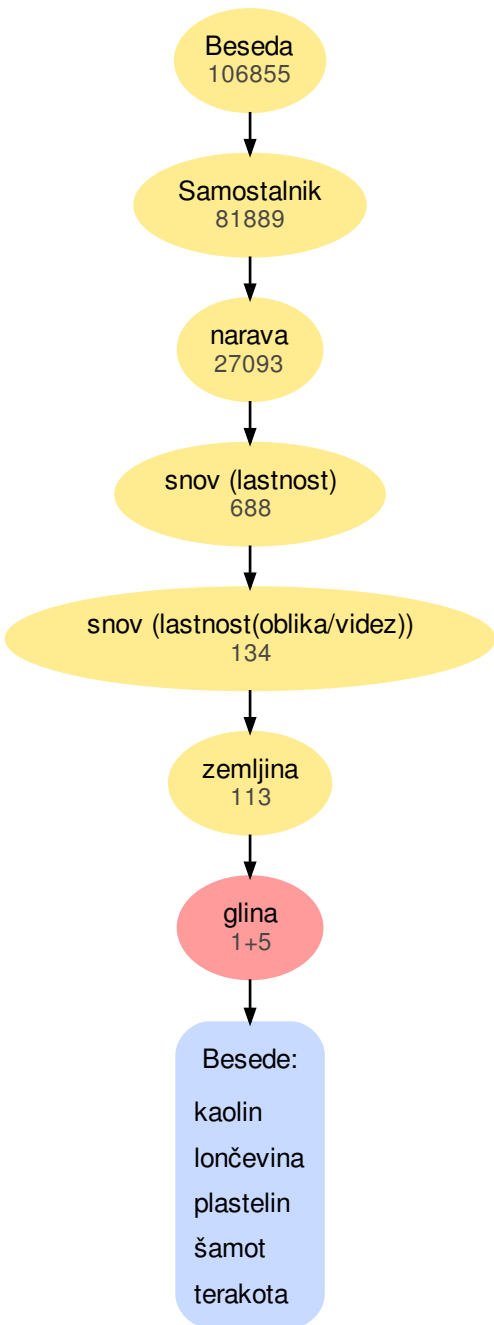 Beseda
106855
Samostalnik
81889
narava
27093
snov (lastnost)
688
snov (lastnost(oblika/videz))
134
zemljina
113
glina
1+5
Besede:
kaolin
lončevina
plastelin
šamot
terakota